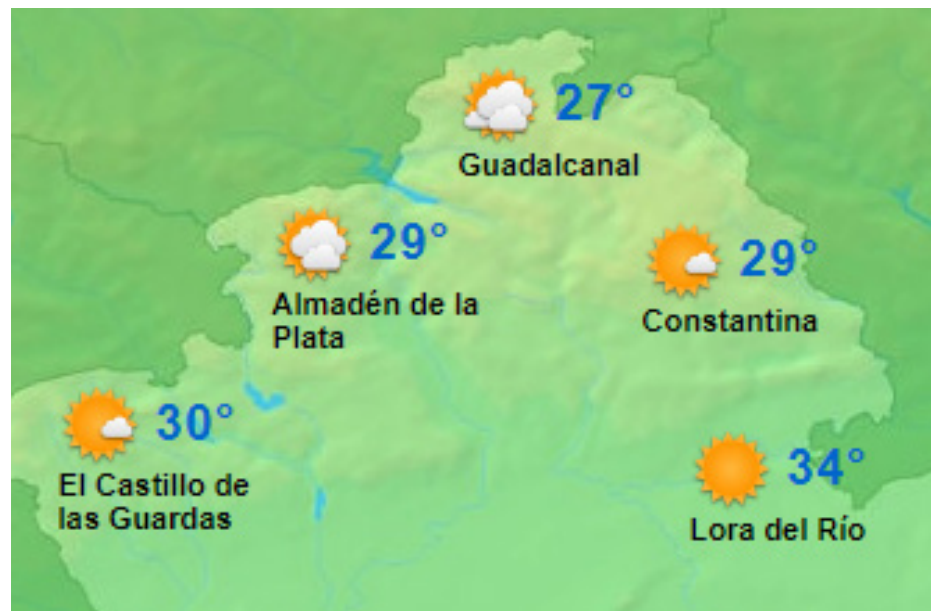 27°
Guadalcanal
29°
Almadén de la
Plata
29°
Constantina
30°
El Castillo de
las Guardas
34°
Lora del Río